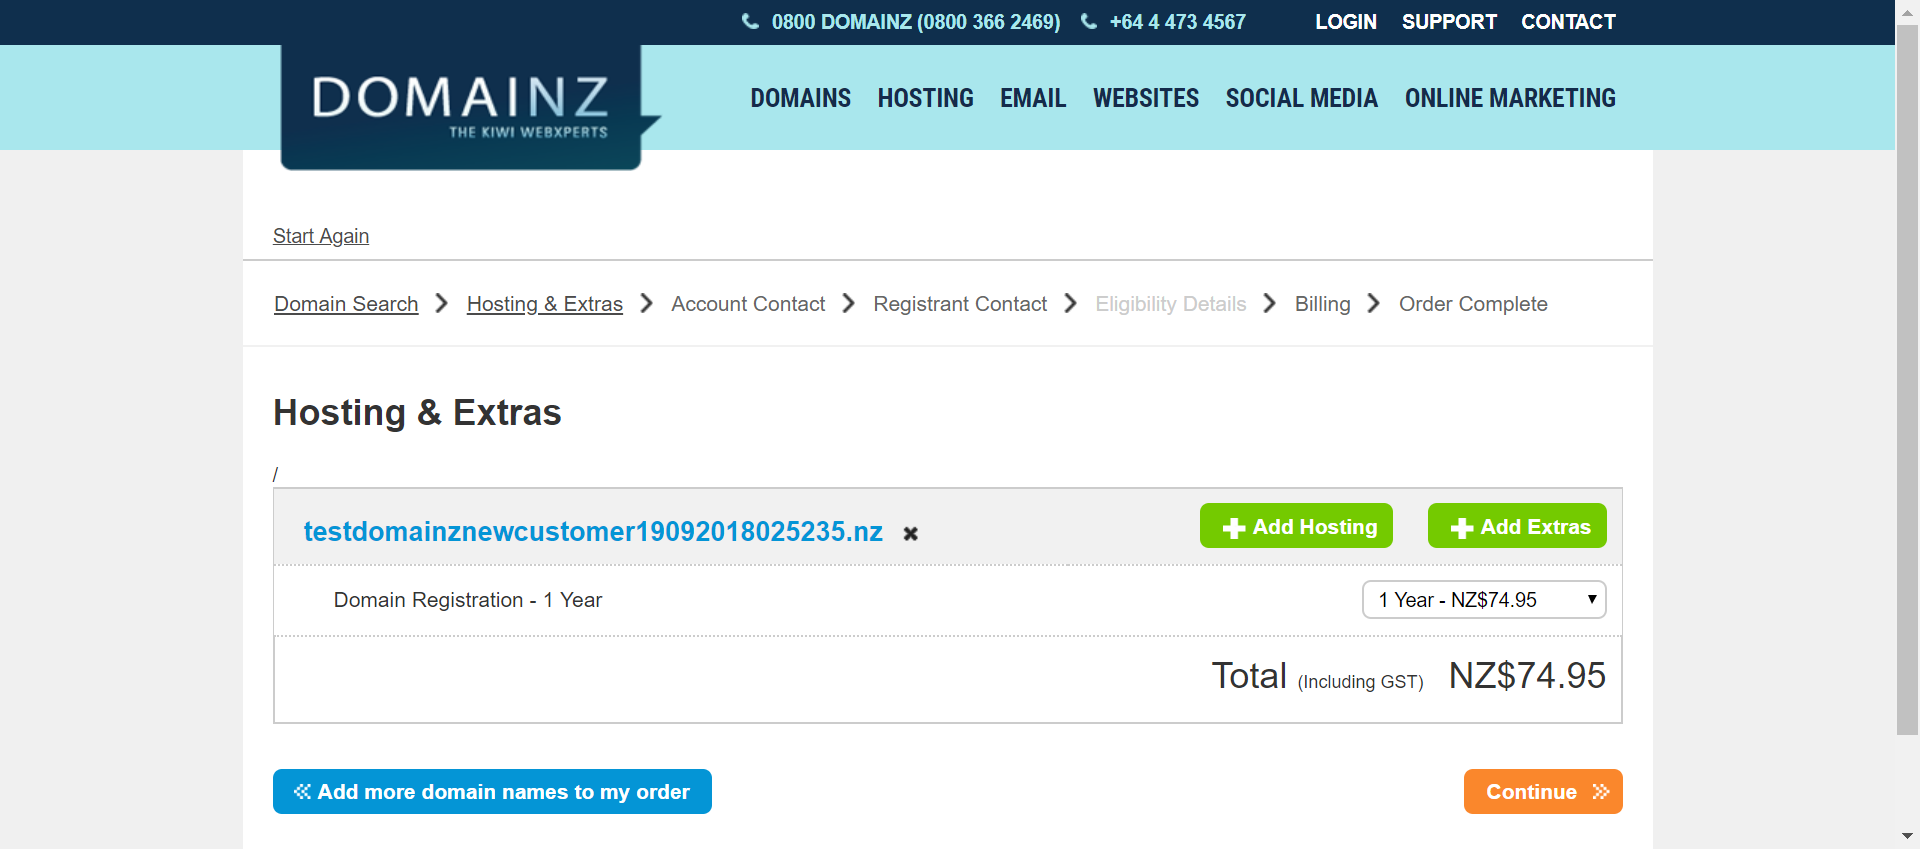 0800 DOMAINZ (0800 366 2469) +64 4 473 4567 LOGIN SUPPORT CONTACT
DOMAINZ
THE KIWI WEBXPERTS
DOMAINS HOSTING EMAIL WEBSITES SOCIAL MEDIA ONLINE MARKETING
Start Again
Domain Search Hosting & Extras Account Contact Registrant Contact Eligibility Details Billing Order Complete
Hosting & Extras
/
testdomainznewcustomer19092018025235.nz Add Hosting Add Extras
Domain Registration - 1 Year 1 Year - NZ$74.95
Total (Including GST) NZ$74.95
Add more domain names to my order Continue